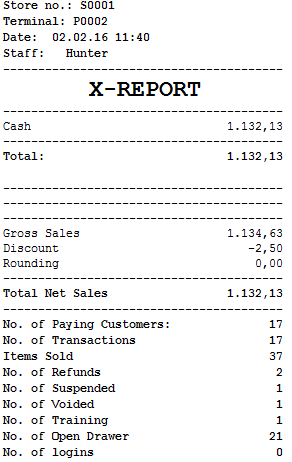 Store no.: S0001
Terminal: P0002
Date:  02.02.16 11:40
Staff:   Hunter
----------------------------------------
X-REPORT
----------------------------------------
Cash 1.132,13
----------------------------------------
Total: 1.132,13
----------------------------------------
----------------------------------------
----------------------------------------
Gross Sales 1.134,63
Discount -2,50
Rounding 0,00
----------------------------------------
Total Net Sales 1.132,13
----------------------------------------
No. of Paying Customers: 17
No. of Transactions 17
Items Sold 37
No. of Refunds 2
No. of Suspended 1
No. of Voided 1
No. of Training 1
No. of Open Drawer 21
No. of logins 0